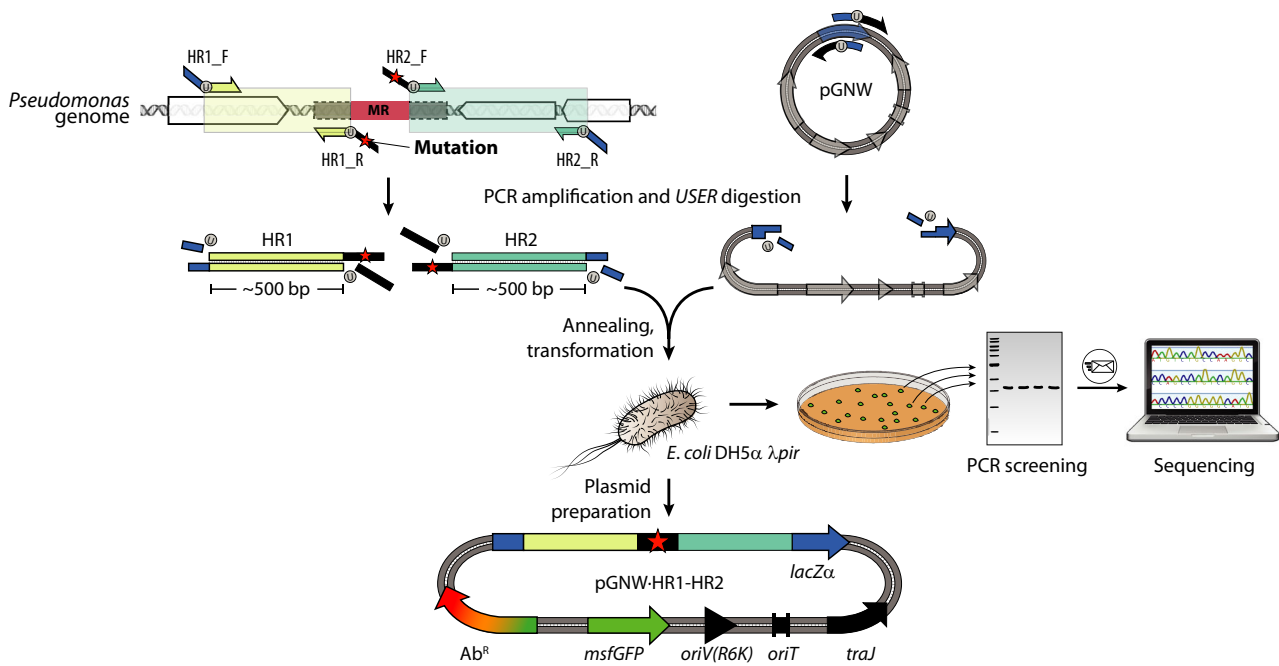 HR1_F
HR2_F
U
U
U
U
pGNW
Pseudomonas
genome
MR
U
U
HR1_R
Mutation
HR2_R
PCR amplification and USER digestion
U
HR1
U
HR2
U
U
U
U
~500 bp
~500 bp
Annealing,
transformation
E. coli DH5α λpir
PCR screening
Sequencing
Plasmid
preparation
lacZα
pGNW·HR1-HR2
Abᴿ
msfGFP
oriV(R6K)
oriT
traJ